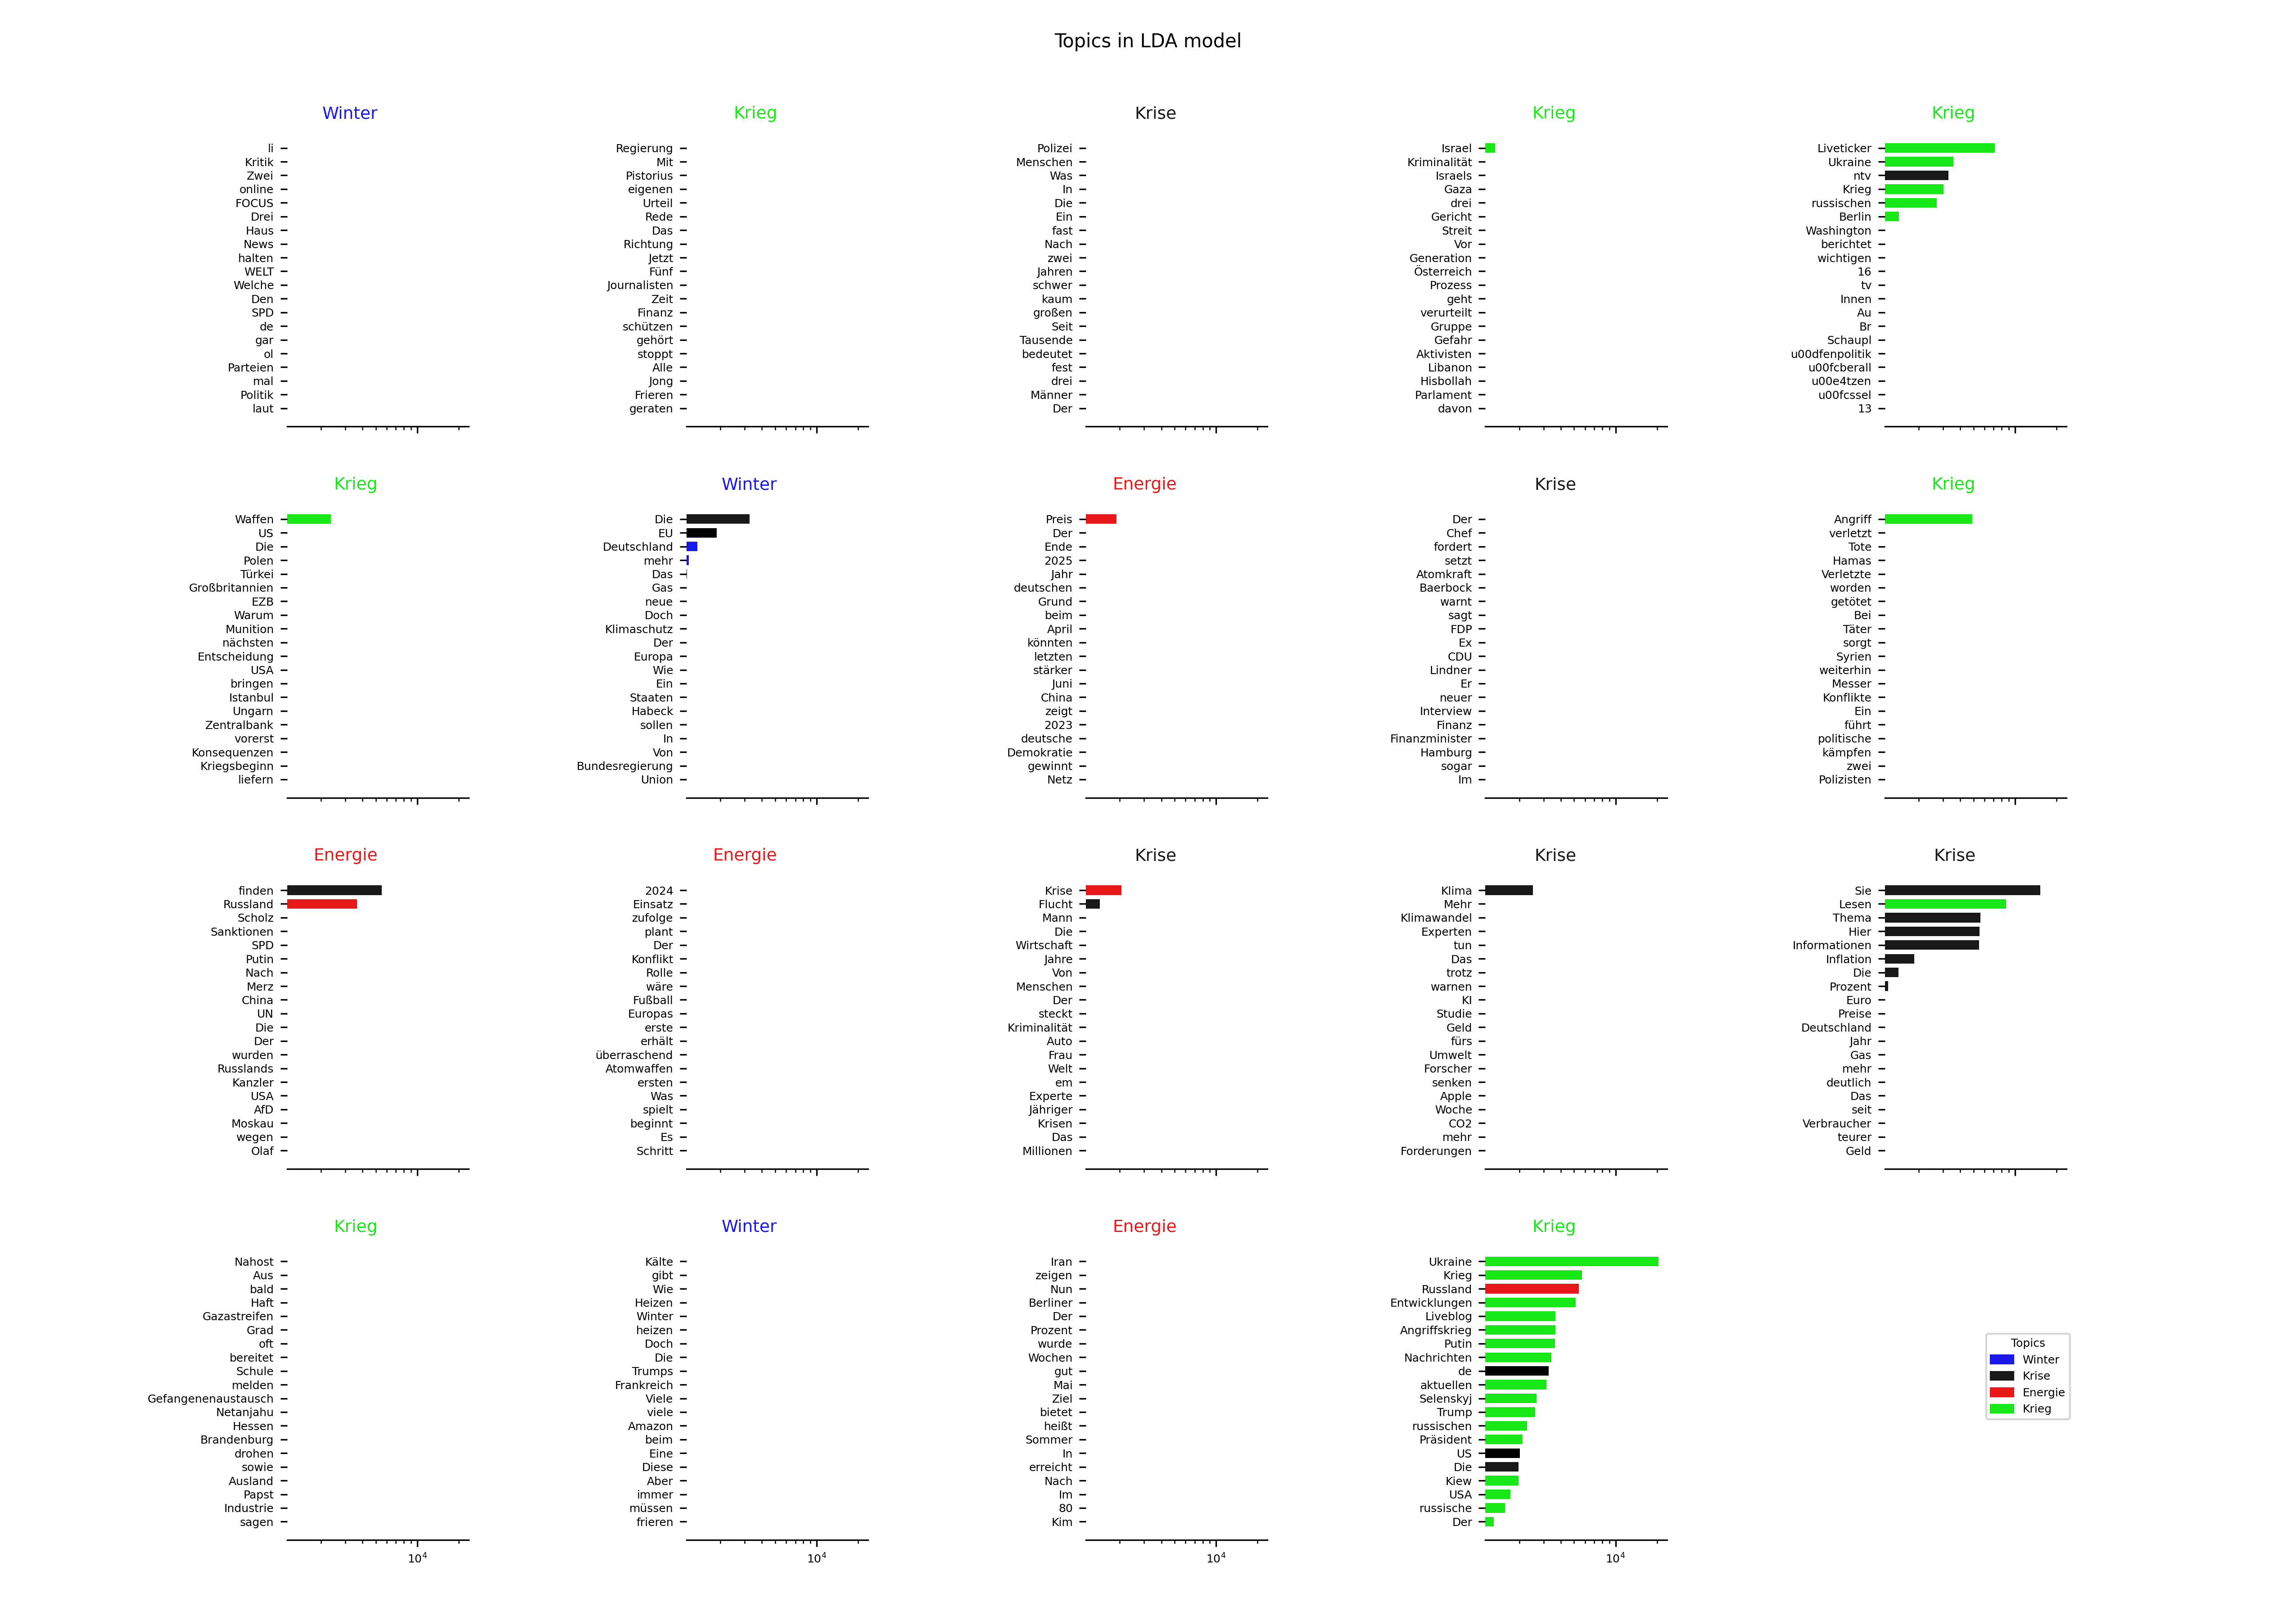 Topics in LDA model
Winter
li
Kritik
Zwei
online
FOCUS
Drei
Haus
News
halten
WELT
Welche
Den
SPD
de
gar
ol
Parteien
mal
Politik
laut
Krieg
Regierung
Mit
Pistorius
eigenen
Urteil
Rede
Das
Richtung
Jetzt
Fünf
Journalisten
Zeit
Finanz
schützen
gehört
stoppt
Alle
Jong
Frieren
geraten
Krise
Polizei
Menschen
Was
In
Die
Ein
fast
Nach
zwei
Jahren
schwer
kaum
großen
Seit
Tausende
bedeutet
fest
drei
Männer
Der
Krieg
Israel
Kriminalität
Israels
Gaza
drei
Gericht
Streit
Vor
Generation
Österreich
Prozess
geht
verurteilt
Gruppe
Gefahr
Aktivisten
Libanon
Hisbollah
Parlament
davon
Krieg
Liveticker
Ukraine
ntv
Krieg
russischen
Berlin
Washington
berichtet
wichtigen
16
tv
Innen
Au
Br
Schaupl
u00dfenpolitik
u00fcberall
u00e4tzen
u00fcssel
13
Krieg
Waffen
US
Die
Polen
Türkei
Großbritannien
EZB
Warum
Munition
nächsten
Entscheidung
USA
bringen
Istanbul
Ungarn
Zentralbank
vorerst
Konsequenzen
Kriegsbeginn
liefern
Winter
Die
EU
Deutschland
mehr
Das
Gas
neue
Doch
Klimaschutz
Der
Europa
Wie
Ein
Staaten
Habeck
sollen
In
Von
Bundesregierung
Union
Energie
Preis
Der
Ende
2025
Jahr
deutschen
Grund
beim
April
könnten
letzten
stärker
Juni
China
zeigt
2023
deutsche
Demokratie
gewinnt
Netz
Krise
Der
Chef
fordert
setzt
Atomkraft
Baerbock
warnt
sagt
FDP
Ex
CDU
Lindner
Er
neuer
Interview
Finanz
Finanzminister
Hamburg
sogar
Im
Krieg
Angriff
verletzt
Tote
Hamas
Verletzte
worden
getötet
Bei
Täter
sorgt
Syrien
weiterhin
Messer
Konflikte
Ein
führt
politische
kämpfen
zwei
Polizisten
Energie
finden
Russland
Scholz
Sanktionen
SPD
Putin
Nach
Merz
China
UN
Die
Der
wurden
Russlands
Kanzler
USA
AfD
Moskau
wegen
Olaf
Energie
2024
Einsatz
zufolge
plant
Der
Konflikt
Rolle
wäre
Fußball
Europas
erste
erhält
überraschend
Atomwaffen
ersten
Was
spielt
beginnt
Es
Schritt
Krise
Krise
Flucht
Mann
Die
Wirtschaft
Jahre
Von
Menschen
Der
steckt
Kriminalität
Auto
Frau
Welt
em
Experte
Jähriger
Krisen
Das
Millionen
Krise
Klima
Mehr
Klimawandel
Experten
tun
Das
trotz
warnen
KI
Studie
Geld
fürs
Umwelt
Forscher
senken
Apple
Woche
CO2
mehr
Forderungen
Krise
Sie
Lesen
Thema
Hier
Informationen
Inflation
Die
Prozent
Euro
Preise
Deutschland
Jahr
Gas
mehr
deutlich
Das
seit
Verbraucher
teurer
Geld
Krieg
Nahost
Aus
bald
Haft
Gazastreifen
Grad
oft
bereitet
Schule
melden
Gefangenenaustausch
Netanjahu
Hessen
Brandenburg
drohen
sowie
Ausland
Papst
Industrie
sagen
10⁴
Winter
Kälte
gibt
Wie
Heizen
Winter
heizen
Doch
Die
Trumps
Frankreich
Viele
viele
Amazon
beim
Eine
Diese
Aber
immer
müssen
frieren
10⁴
Energie
Iran
zeigen
Nun
Berliner
Der
Prozent
wurde
Wochen
gut
Mai
Ziel
bietet
heißt
Sommer
In
erreicht
Nach
Im
80
Kim
10⁴
Krieg
Ukraine
Krieg
Russland
Entwicklungen
Liveblog
Angriffskrieg
Putin
Nachrichten
de
aktuellen
Selenskyj
Trump
russischen
Präsident
US
Die
Kiew
USA
russische
Der
10⁴
Topics
Winter
Krise
Energie
Krieg